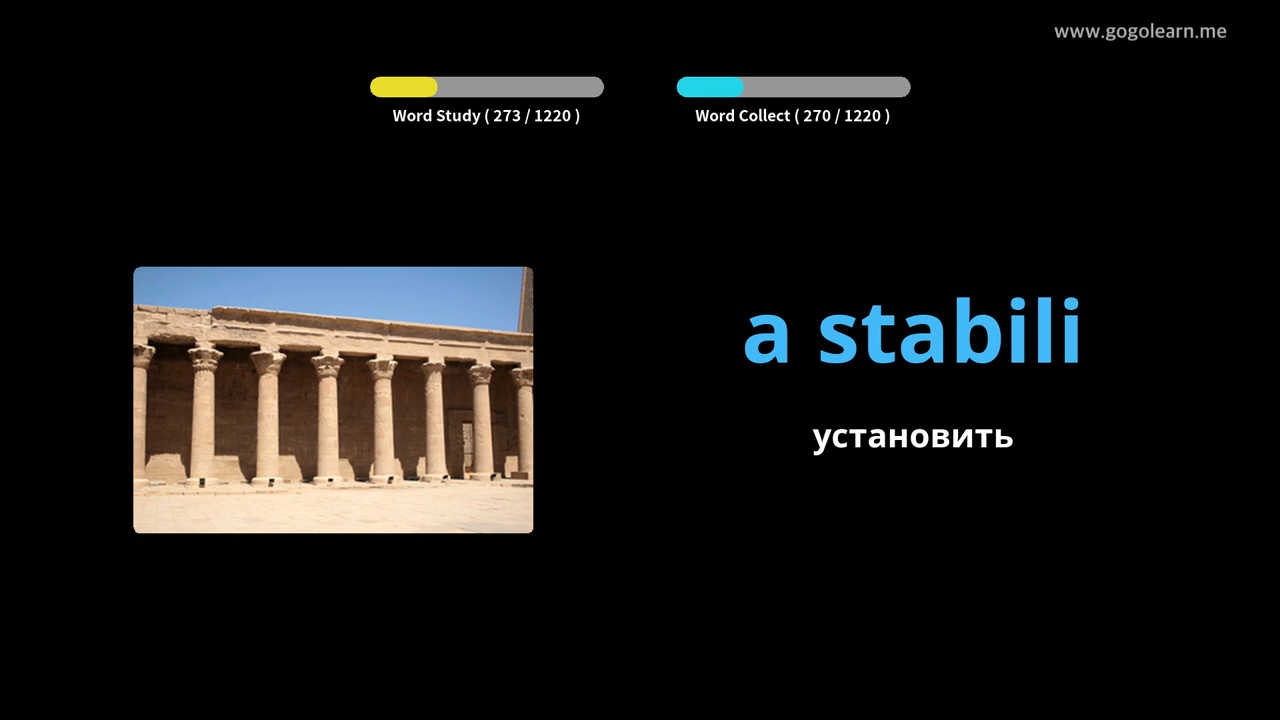 www.gogolearn.me
Word Study ( 273 / 1220 )
Word Collect ( 270 / 1220 )
a stabili
установить